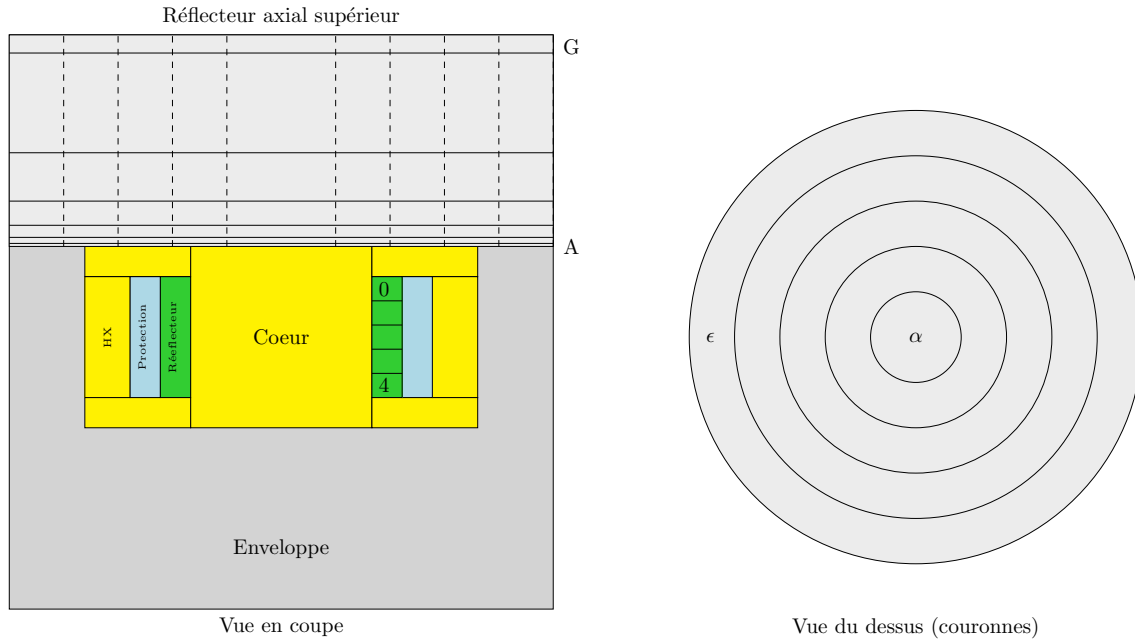 Réflecteur axial supérieur
G
A
0
HX
Protection
Réeflecteur
Coeur
4
Enveloppe
Vue en coupe
ϵ
α
Vue du dessus (couronnes)